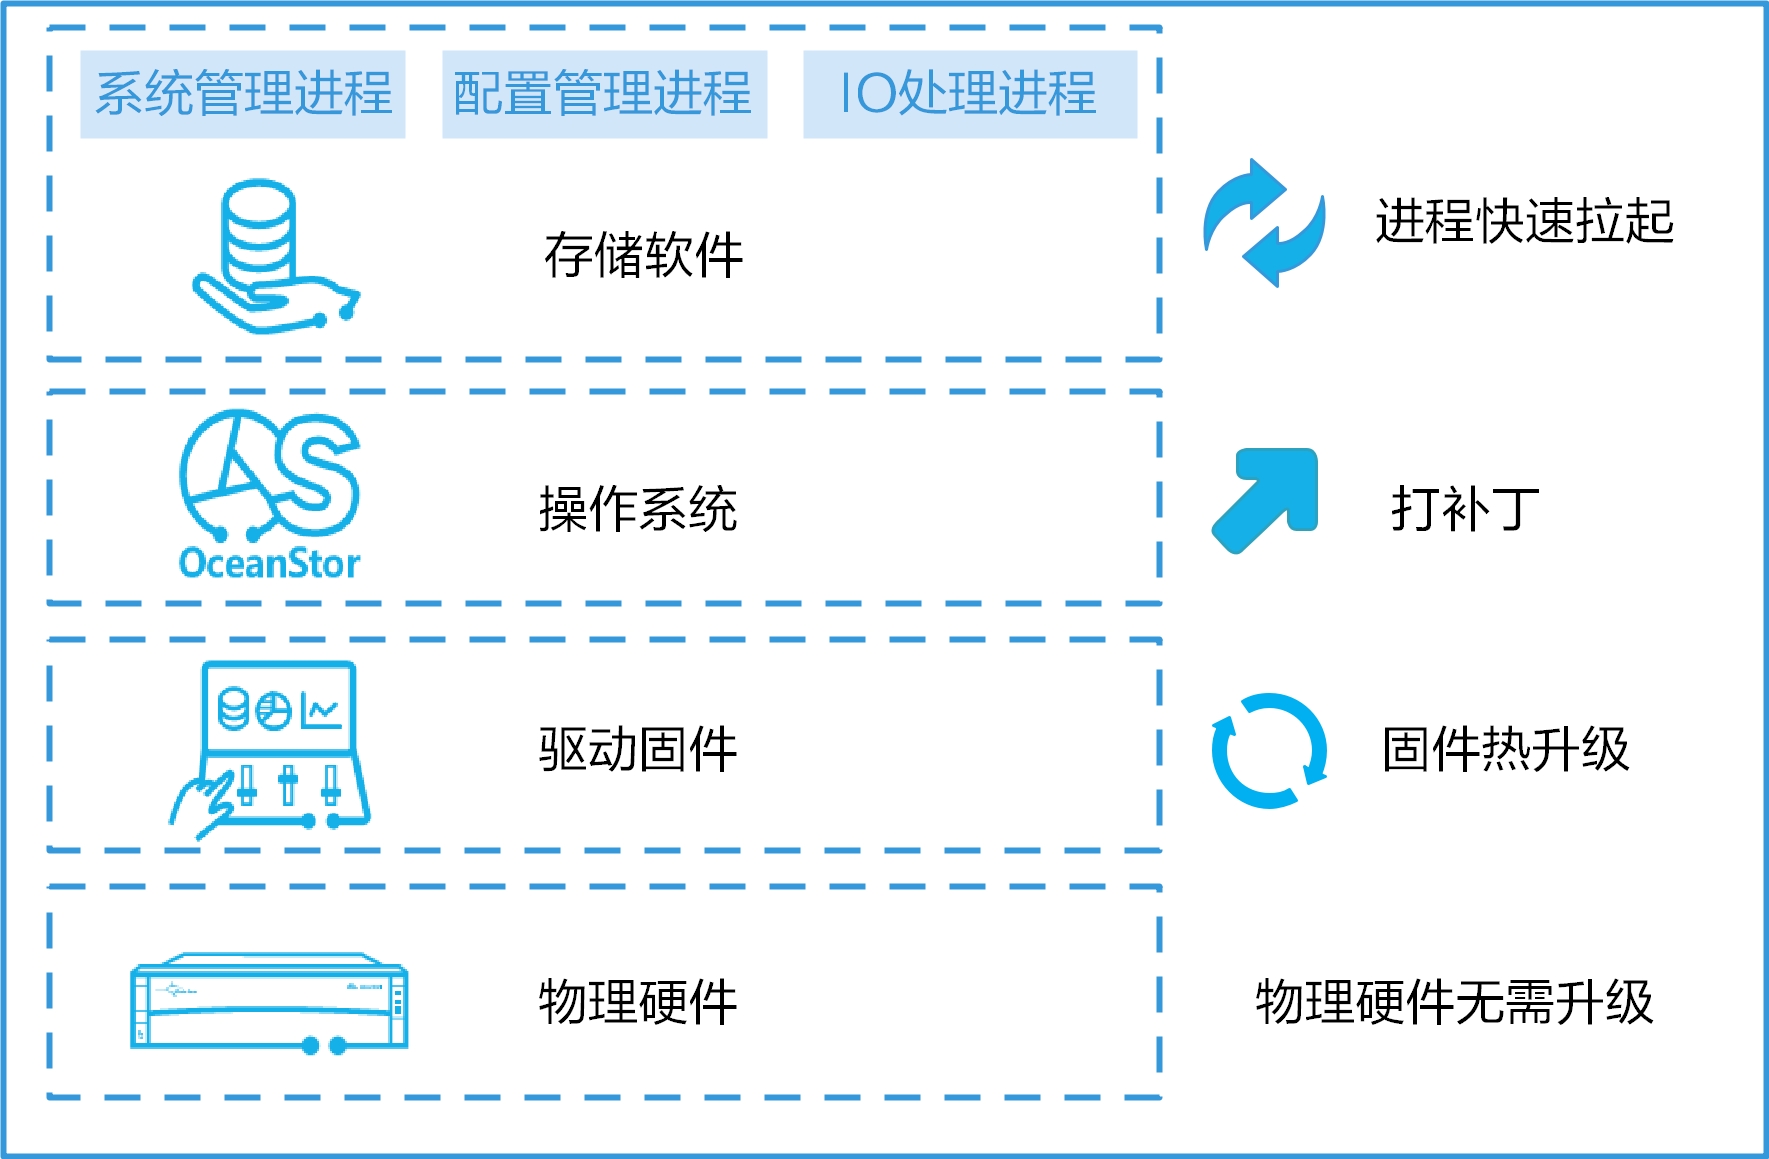 系统管理进程 配置管理进程 IO处理进程
存储软件
进程快速拉起
OceanStor
操作系统
打补丁
驱动固件
固件热升级
物理硬件
物理硬件无需升级